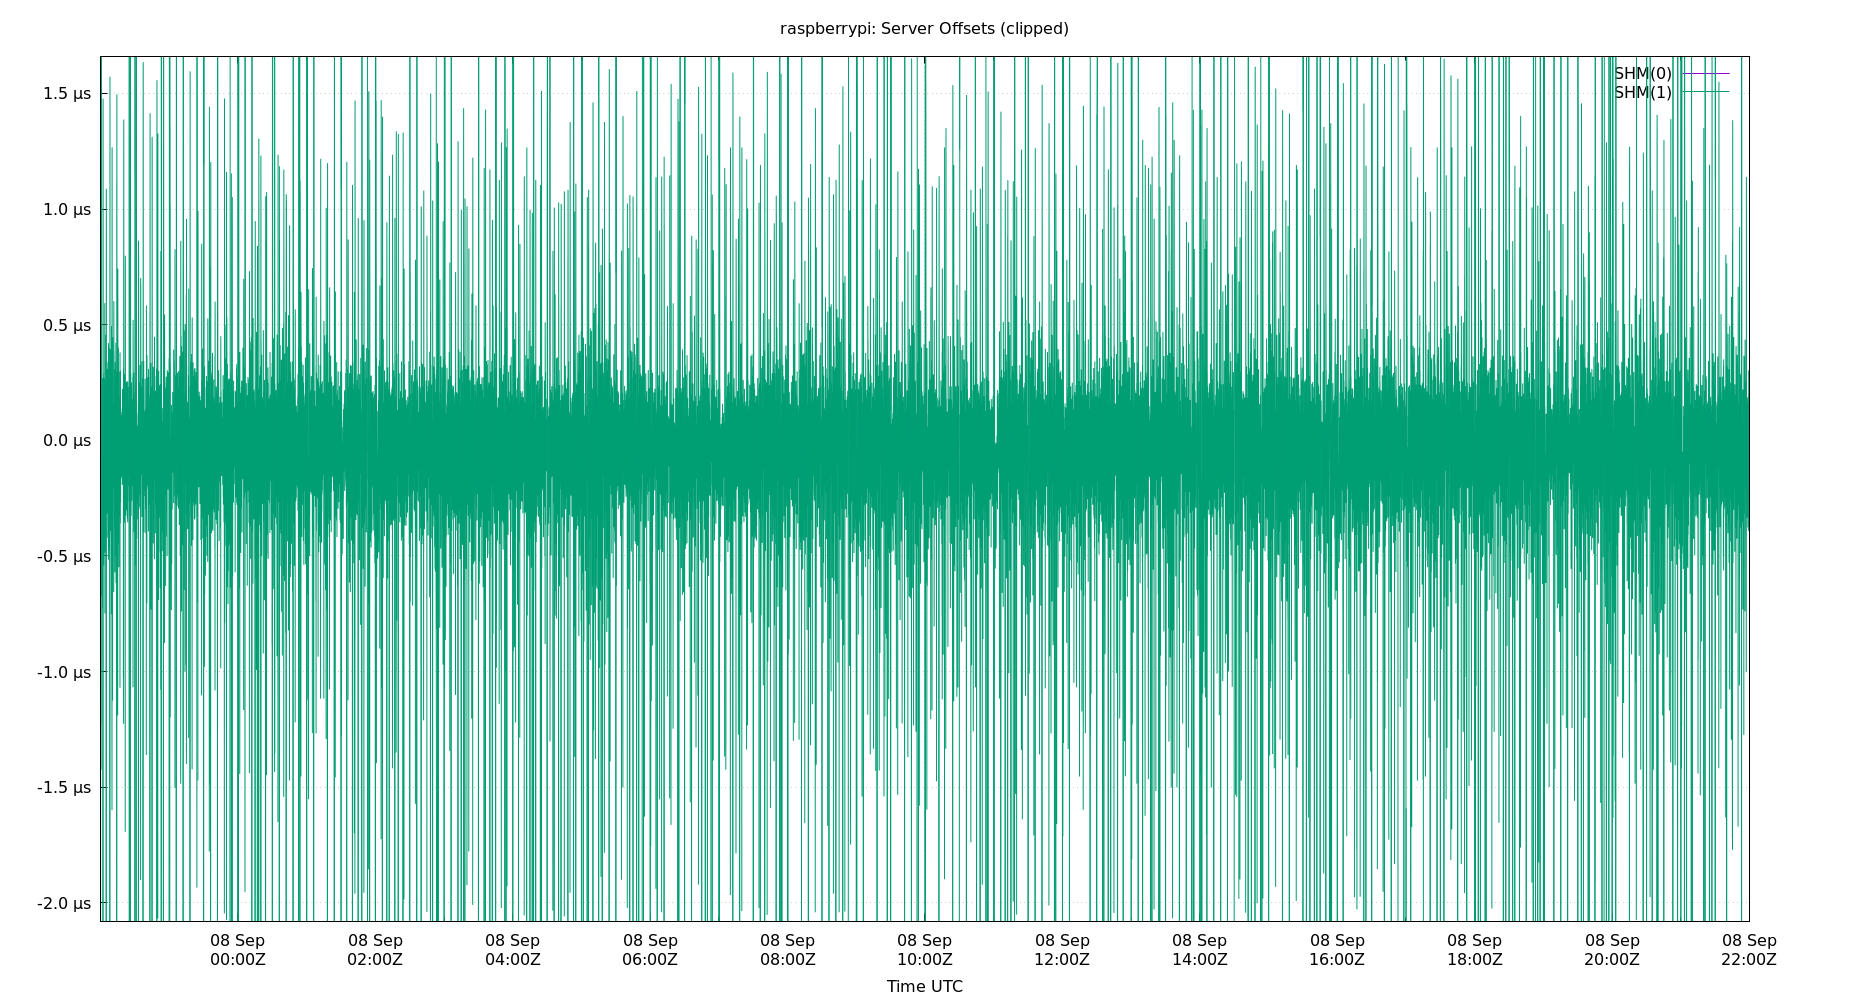 raspberrypi: Server Offsets (clipped)
SHM(0)
SHM(1)
1.5 µs
1.0 µs
0.5 µs
0.0 µs
-0.5 µs
-1.0 µs
-1.5 µs
-2.0 µs
08 Sep 08 Sep 08 Sep 08 Sep 08 Sep 08 Sep 08 Sep 08 Sep 08 Sep 08 Sep 08 Sep 08 Sep
00:00Z 02:00Z 04:00Z 06:00Z 08:00Z 10:00Z 12:00Z 14:00Z 16:00Z 18:00Z 20:00Z 22:00Z
Time UTC